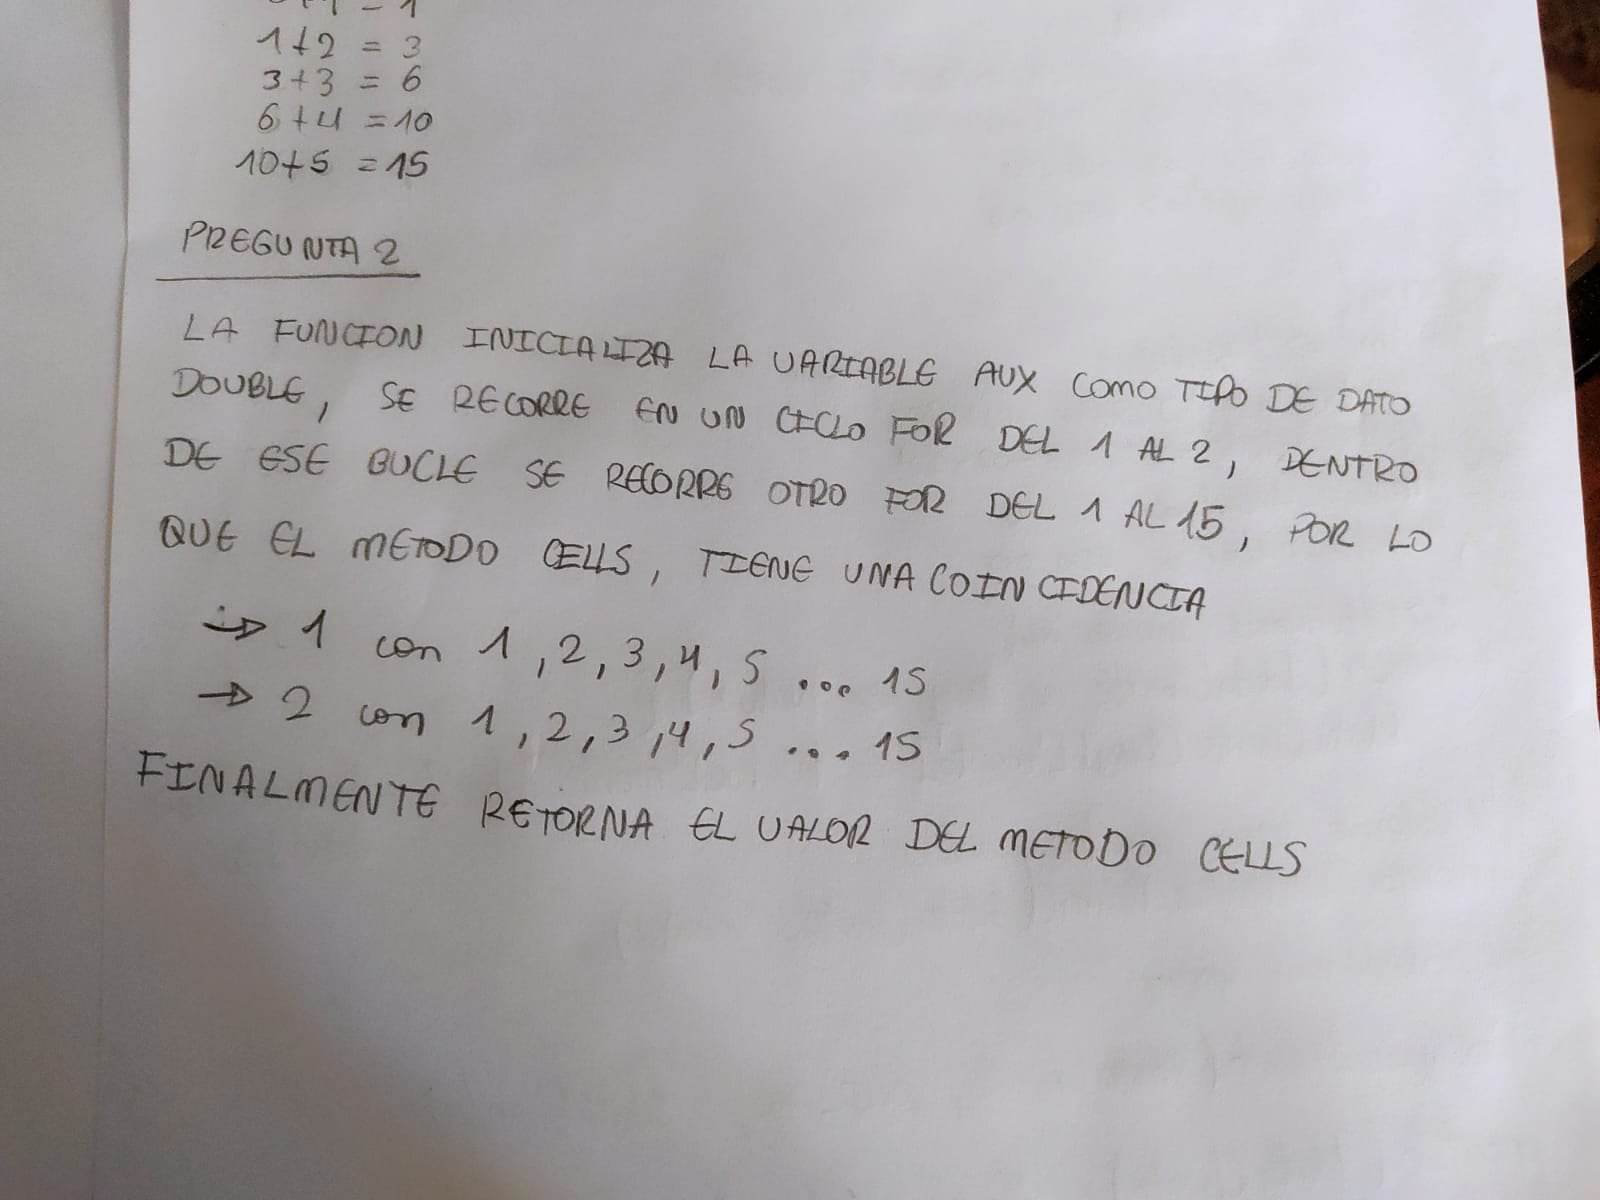 1+2 = 3
3+3 = 6
6+4 =10
10+5 =15
PREGUNTA 2
LA FUNCION INICIALIZA LA VARIABLE AUX COMO TIPO DE DATO
DOUBLE, SE RECORRE EN UN CICLO FOR DEL 1 AL 2, DENTRO
DE ESE BUCLE SE RECORRE OTRO FOR DEL 1 AL 15, POR LO
QUE EL METODO CELLS, TIENE UNA COINCIDENCIA
→ 1 con 1,2,3,4,5 ... 15
→ 2 con 1,2,3,4,5 ... 15
FINALMENTE RETORNA EL VALOR DEL METODO CELLS